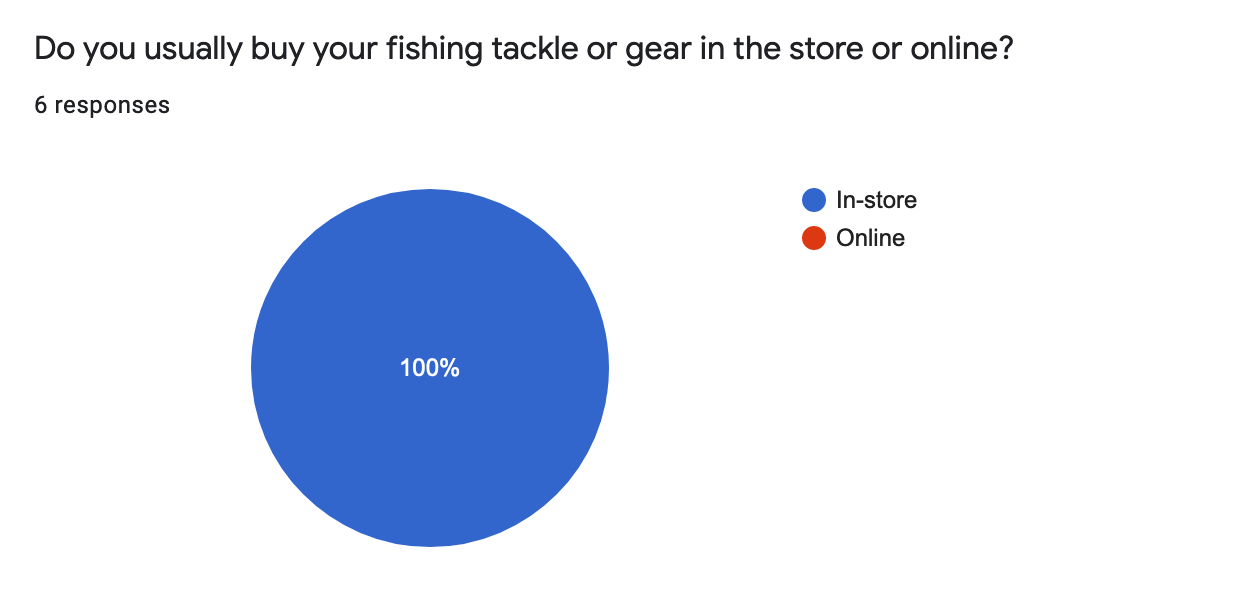 Do you usually buy your fishing tackle or gear in the store or online?
6 responses
In-store
Online
100%